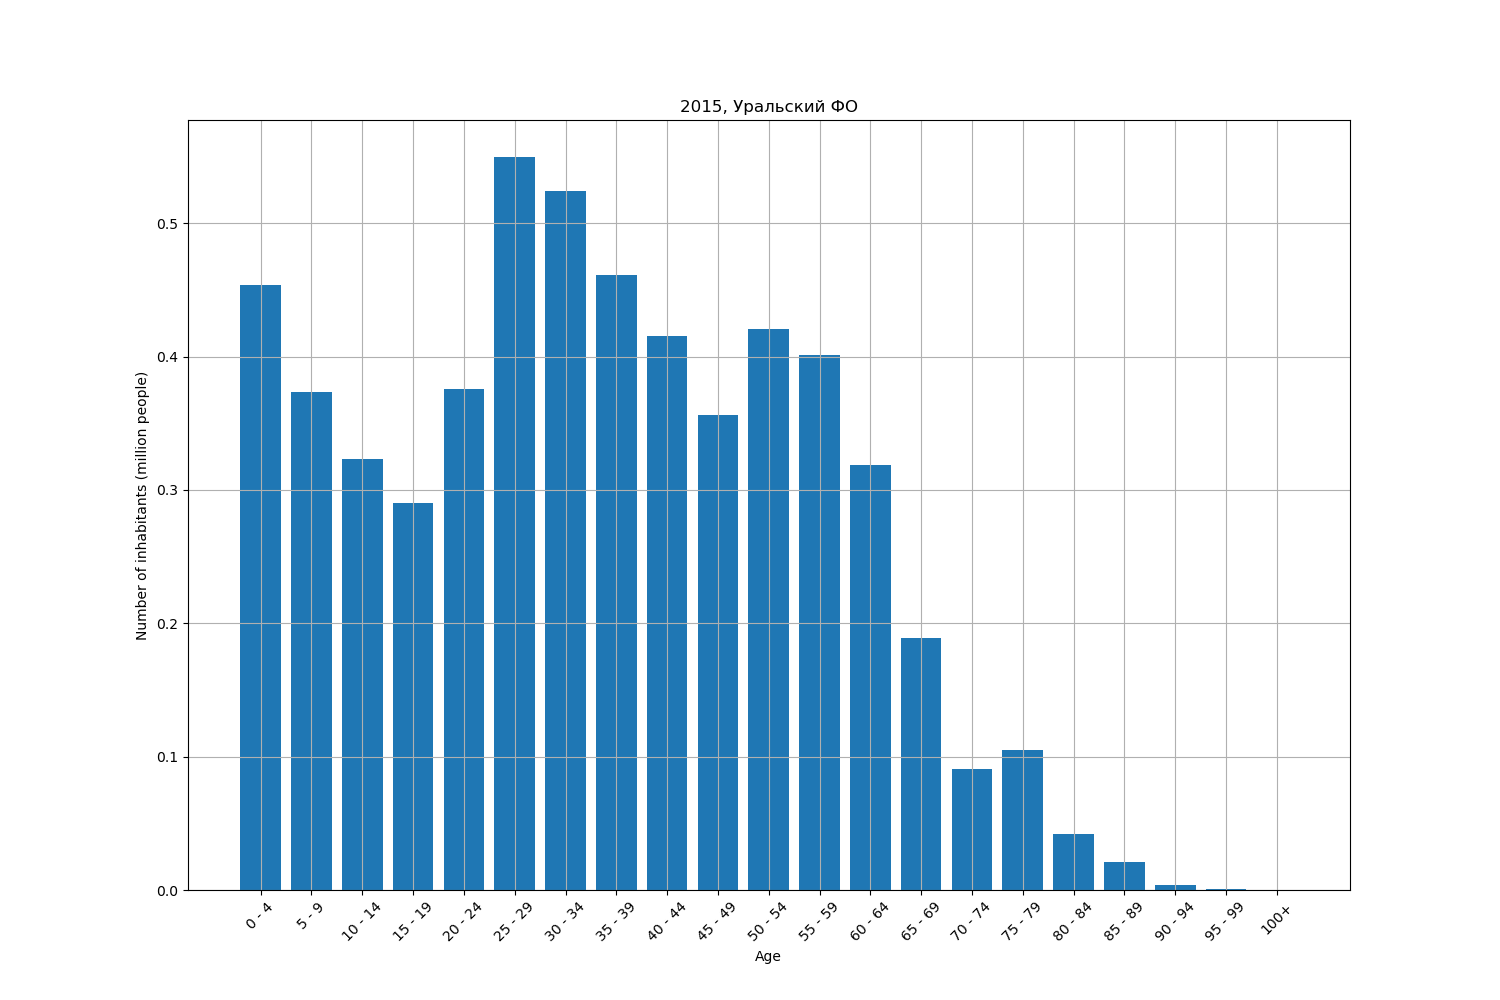 2015, Уральский ФО
Number of inhabitants (million people)
0.5
0.4
0.3
0.2
0.1
0.0
0 - 4
5 - 9
10 - 14
15 - 19
20 - 24
25 - 29
30 - 34
35 - 39
40 - 44
45 - 49
50 - 54
55 - 59
60 - 64
65 - 69
70 - 74
75 - 79
80 - 84
85 - 89
90 - 94
95 - 99
100+
Age